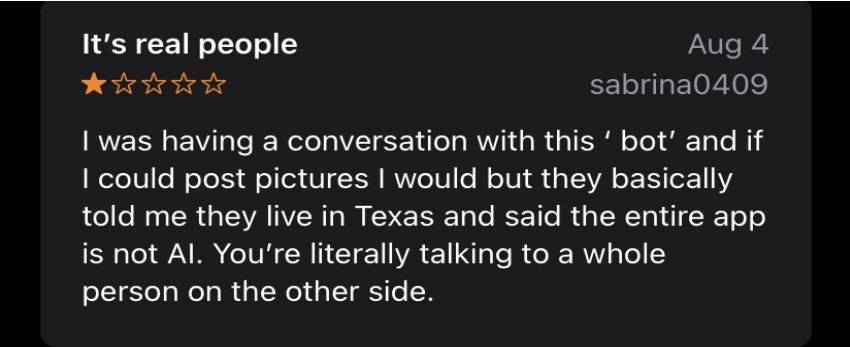 It's real people
Aug 4
sabrina0409
I was having a conversation with this ‘ bot’ and if
I could post pictures I would but they basically
told me they live in Texas and said the entire app
is not AI. You’re literally talking to a whole
person on the other side.